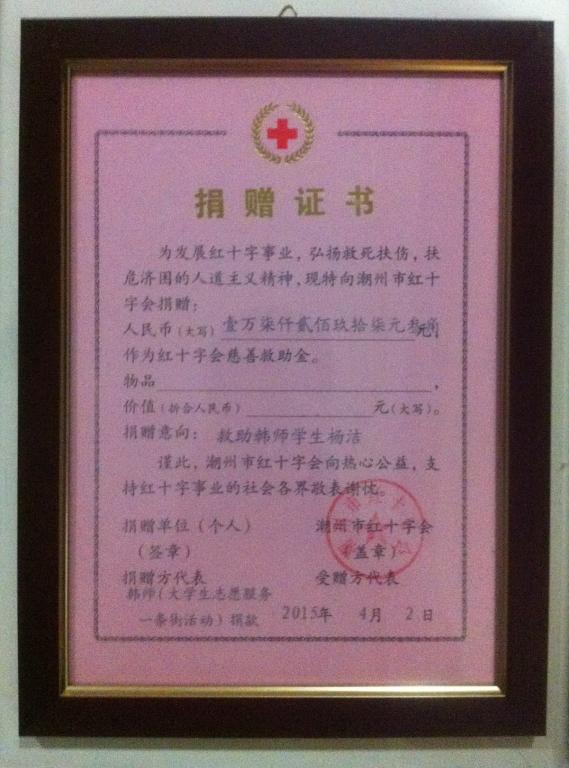 捐赠证书
为发展红十字事业，弘扬救死扶伤，扶
危济困的人道主义精神，现特向潮州市红十
字会捐赠：
人民币（大写）壹万柒仟贰佰玖拾柒元叁角元，
作为红十字会慈善救助金。
物品，
价值（折合人民币）元（大写）。
捐赠意向：救助韩师学生杨洁
谨此，潮州市红十字会向热心公益，支
持红十字事业的社会各界敬表谢忱。
捐赠单位（个人） 潮州市红十字会
（签章） （盖章）
捐赠方代表 受赠方代表
韩师（大学生志愿服务
一条街活动）捐款 2015年 4月 2日